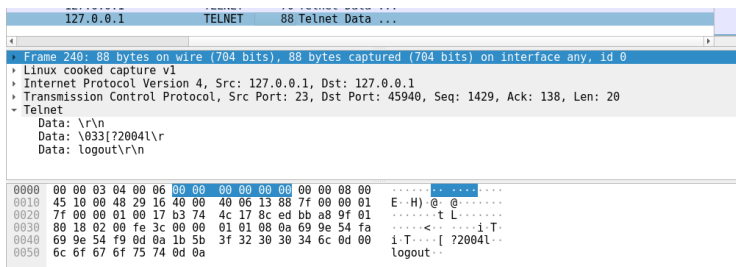 127.0.0.1 TELNET 88 Telnet Data ...
Frame 240: 88 bytes on wire (704 bits), 88 bytes captured (704 bits) on interface any, id 0
Linux cooked capture v1
Internet Protocol Version 4, Src: 127.0.0.1, Dst: 127.0.0.1
Transmission Control Protocol, Src Port: 23, Dst Port: 45940, Seq: 1429, Ack: 138, Len: 20
Telnet
Data: \r\n
Data: \033[?2004l\r
Data: logout\r\n
0000 00 00 03 04 00 06 00 00 00 00 00 00 00 00 08 00 ········ ········
0010 45 10 00 48 29 16 40 00 40 06 13 88 7f 00 00 01 E··H)·@· @·······
0020 7f 00 00 01 00 17 b3 74 4c 17 8c ed bb a8 9f 01 ·······t L·······
0030 80 18 02 00 fe 3c 00 00 01 01 08 0a 69 9e 54 fa ·····<·· ····i·T·
0040 69 9e 54 f9 0d 0a 1b 5b 3f 32 30 30 34 6c 0d 00 i·T····[ ?2004l··
0050 6c 6f 67 6f 75 74 0d 0a logout··